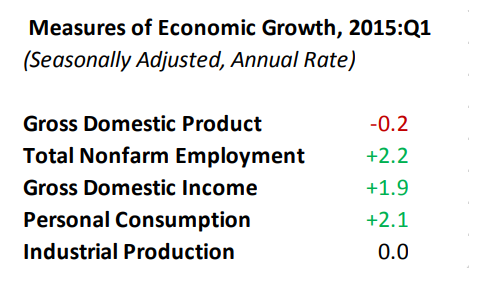 Measures of Economic Growth, 2015:Q1
(Seasonally Adjusted, Annual Rate)
Gross Domestic Product -0.2
Total Nonfarm Employment +2.2
Gross Domestic Income +1.9
Personal Consumption +2.1
Industrial Production 0.0